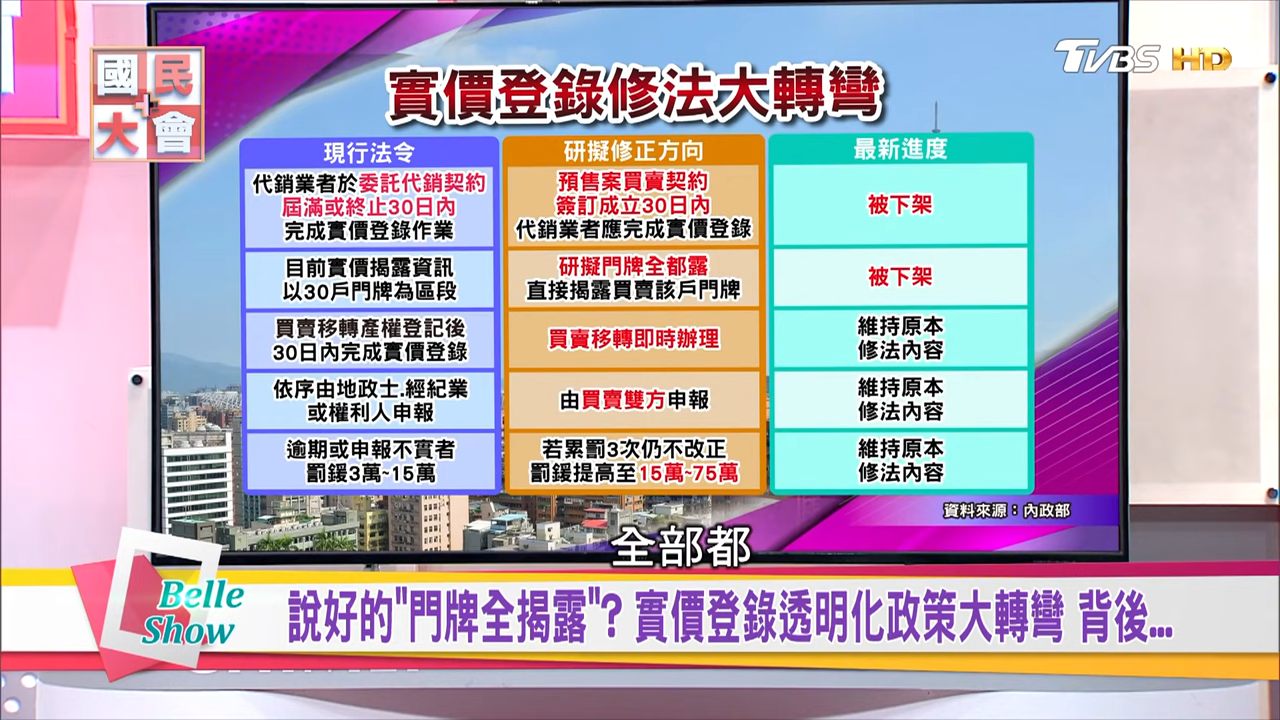 國民
大會
TVBS HD
實價登錄修法大轉彎
現行法令
研擬修正方向
最新進度
代銷業者於委託代銷契約
屆滿或終止30日內
完成實價登錄作業
預售案買賣契約
簽訂成立30日內
代銷業者應完成實價登錄
被下架
目前實價揭露資訊
以30戶門牌為區段
研擬門牌全都露
直接揭露買賣該戶門牌
被下架
買賣移轉產權登記後
30日內完成實價登錄
買賣移轉即時辦理
維持原本
修法內容
依序由地政士.經紀業
或權利人申報
由買賣雙方申報
維持原本
修法內容
逾期或申報不實者
罰鍰3萬~15萬
若累罰3次仍不改正
罰鍰提高至15萬~75萬
維持原本
修法內容
資料來源：內政部
全部都
Belle
Show
說好的"門牌全揭露"? 實價登錄透明化政策大轉彎 背後...